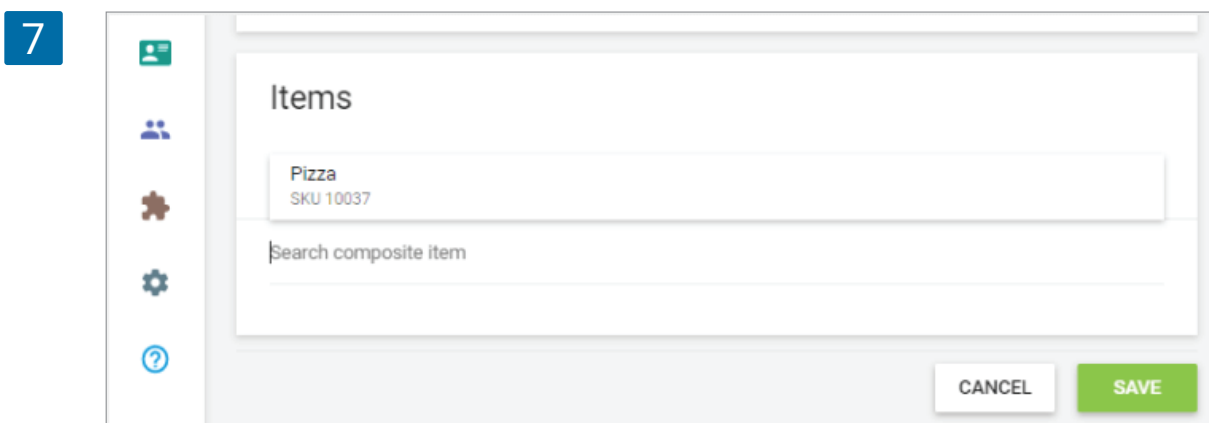 7
Items
Pizza
SKU 10037
Search composite item
CANCEL SAVE